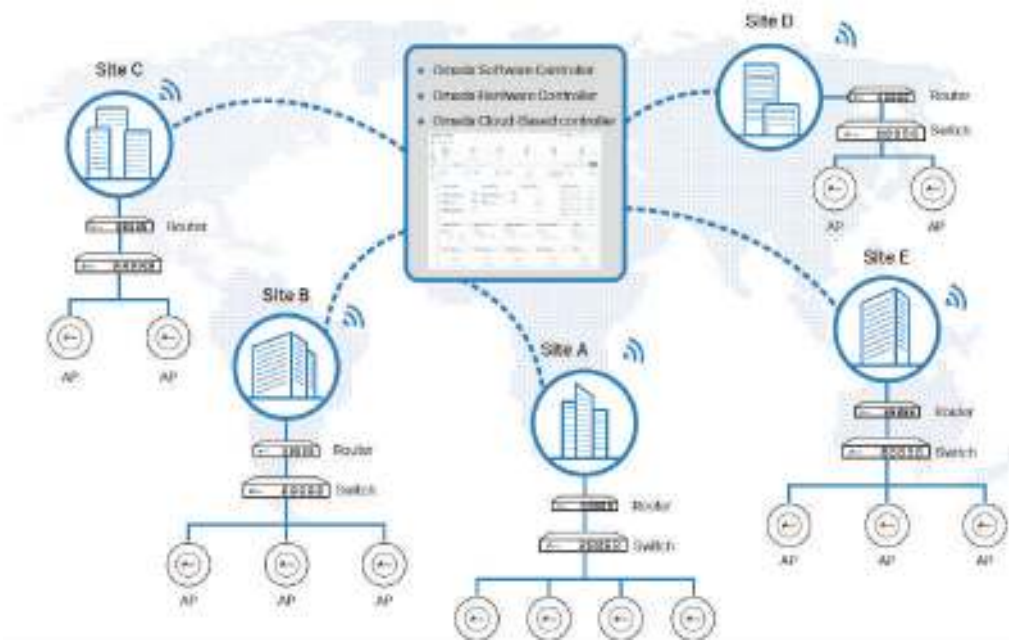 Site D
Site C
Omada Software Controller
Omada Hardware Controller
Omada Cloud-Based controller
Router
Switch
AP
AP
Router
AP
AP
Site E
Site B
Site A
Router
Switch
AP
AP
AP
Router
Switch
AP
AP
AP
Router
Switch